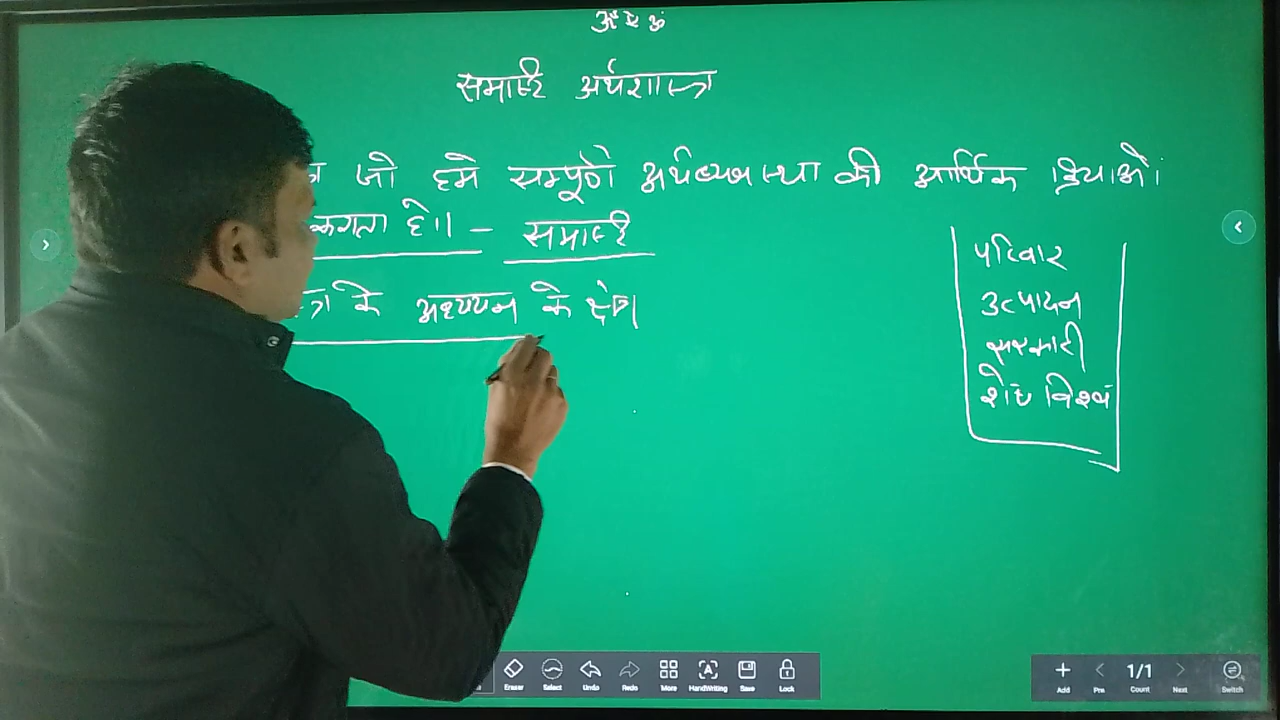 समष्टि अर्थशास्त्र
जो हमे सम्पूर्ण अर्थव्यवस्था की आर्थिक क्रियाओ।
कराता है।। - समष्टि
परिवार
के अध्ययन के क्षेत्र
उत्पादन
सरकारी
शेष विश्व
Eraser Select Undo Redo More HandWriting Save Lock
Add Pre 1/1 Count Next Switch